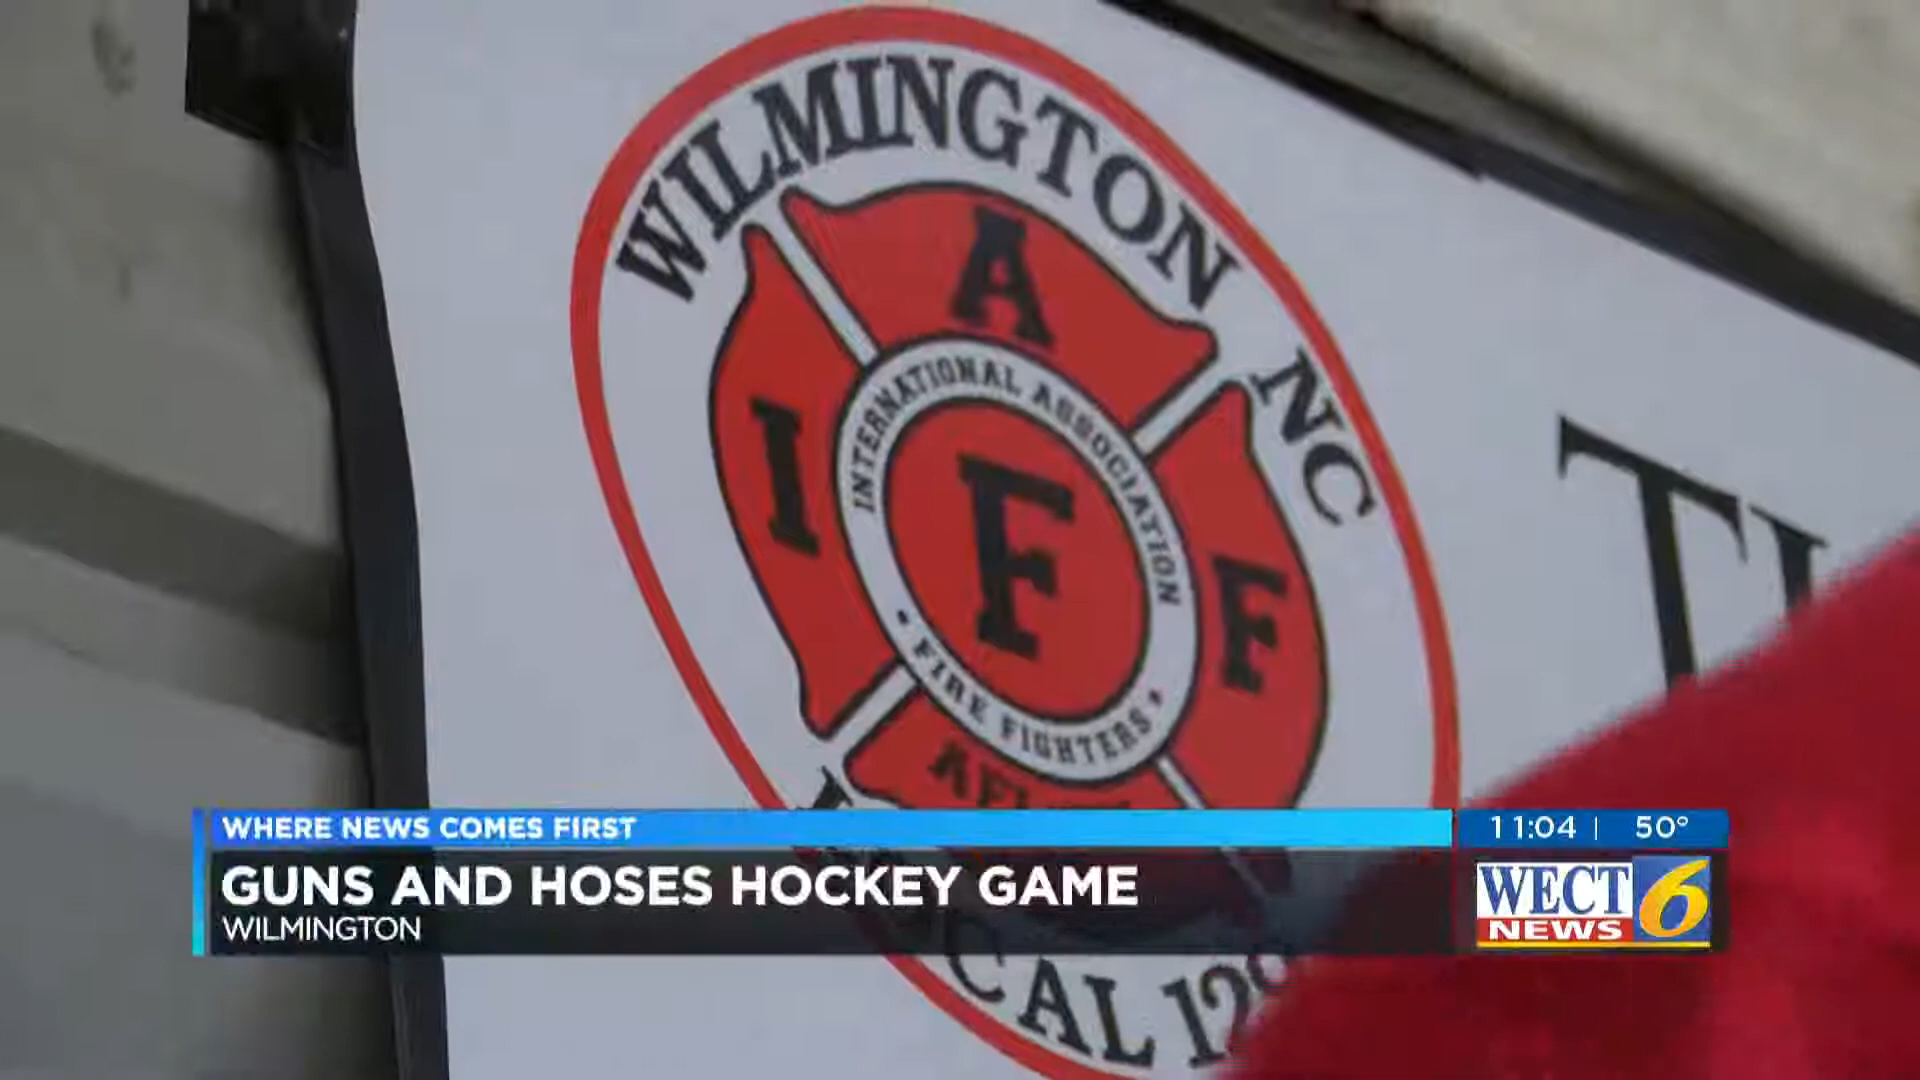 WILMINGTON NC
A
I
F
F
INTERNATIONAL ASSOCIATION
• FIRE FIGHTERS •
WHERE NEWS COMES FIRST
GUNS AND HOSES HOCKEY GAME
WILMINGTON
11:04 | 50°
WECT 6
NEWS